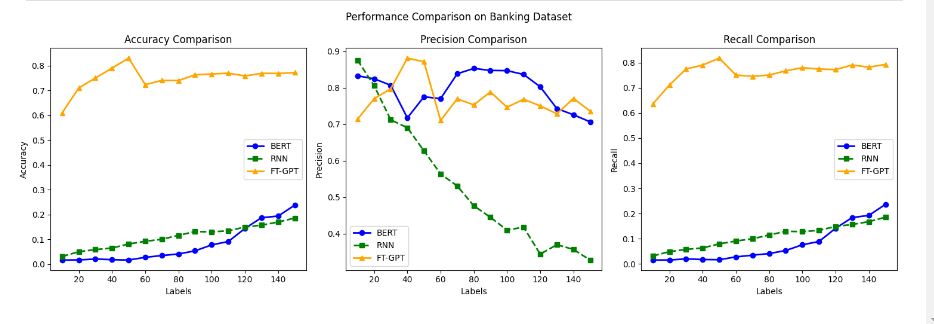 Performance Comparison on Banking Dataset
Accuracy Comparison
Accuracy
0.8
0.7
0.6
0.5
0.4
0.3
0.2
0.1
0.0
BERT
RNN
FT-GPT
20 40 60 80 100 120 140
Labels
Precision Comparison
Precision
0.9
0.8
0.7
0.6
0.5
0.4
BERT
RNN
FT-GPT
20 40 60 80 100 120 140
Labels
Recall Comparison
Recall
0.8
0.7
0.6
0.5
0.4
0.3
0.2
0.1
0.0
BERT
RNN
FT-GPT
20 40 60 80 100 120 140
Labels